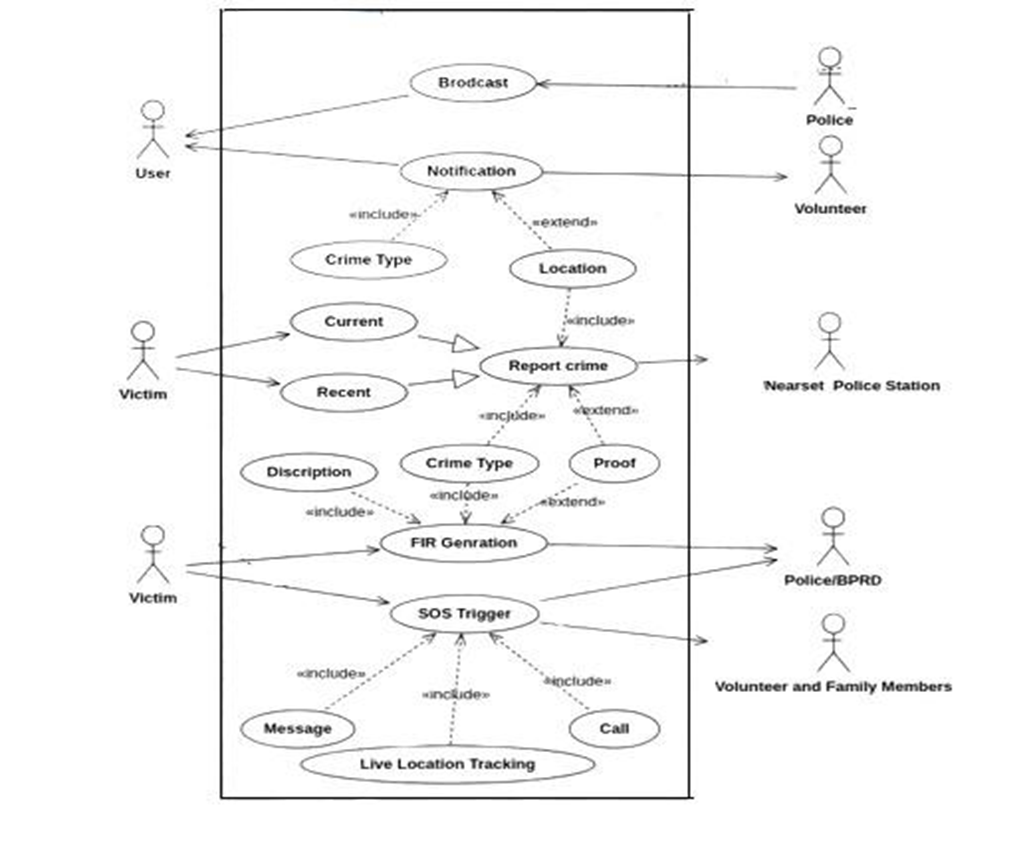 Brodcast
Police
User
Notification
Volunteer
«include»
«extend»
Crime Type
Location
Current
«include»
Victim
Report crime
Nearset Police Station
Recent
«include»
«extend»
Discription
Crime Type
Proof
«include»
«include»
«extend»
FIR Genration
Police/BPRD
Victim
SOS Trigger
Volunteer and Family Members
«include»
«include»
«include»
Message
Call
Live Location Tracking